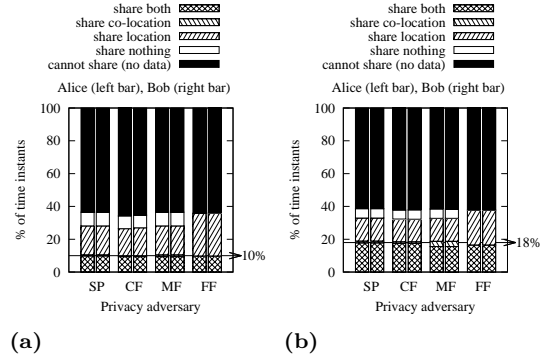 share both
share co-location
share location
share nothing
cannot share (no data)
Alice (left bar), Bob (right bar)
100
80
60
40
20
0
% of time instants
10%
SP CF MF FF
Privacy adversary
(a)
share both
share co-location
share location
share nothing
cannot share (no data)
Alice (left bar), Bob (right bar)
100
80
60
40
20
0
% of time instants
18%
SP CF MF FF
Privacy adversary
(b)